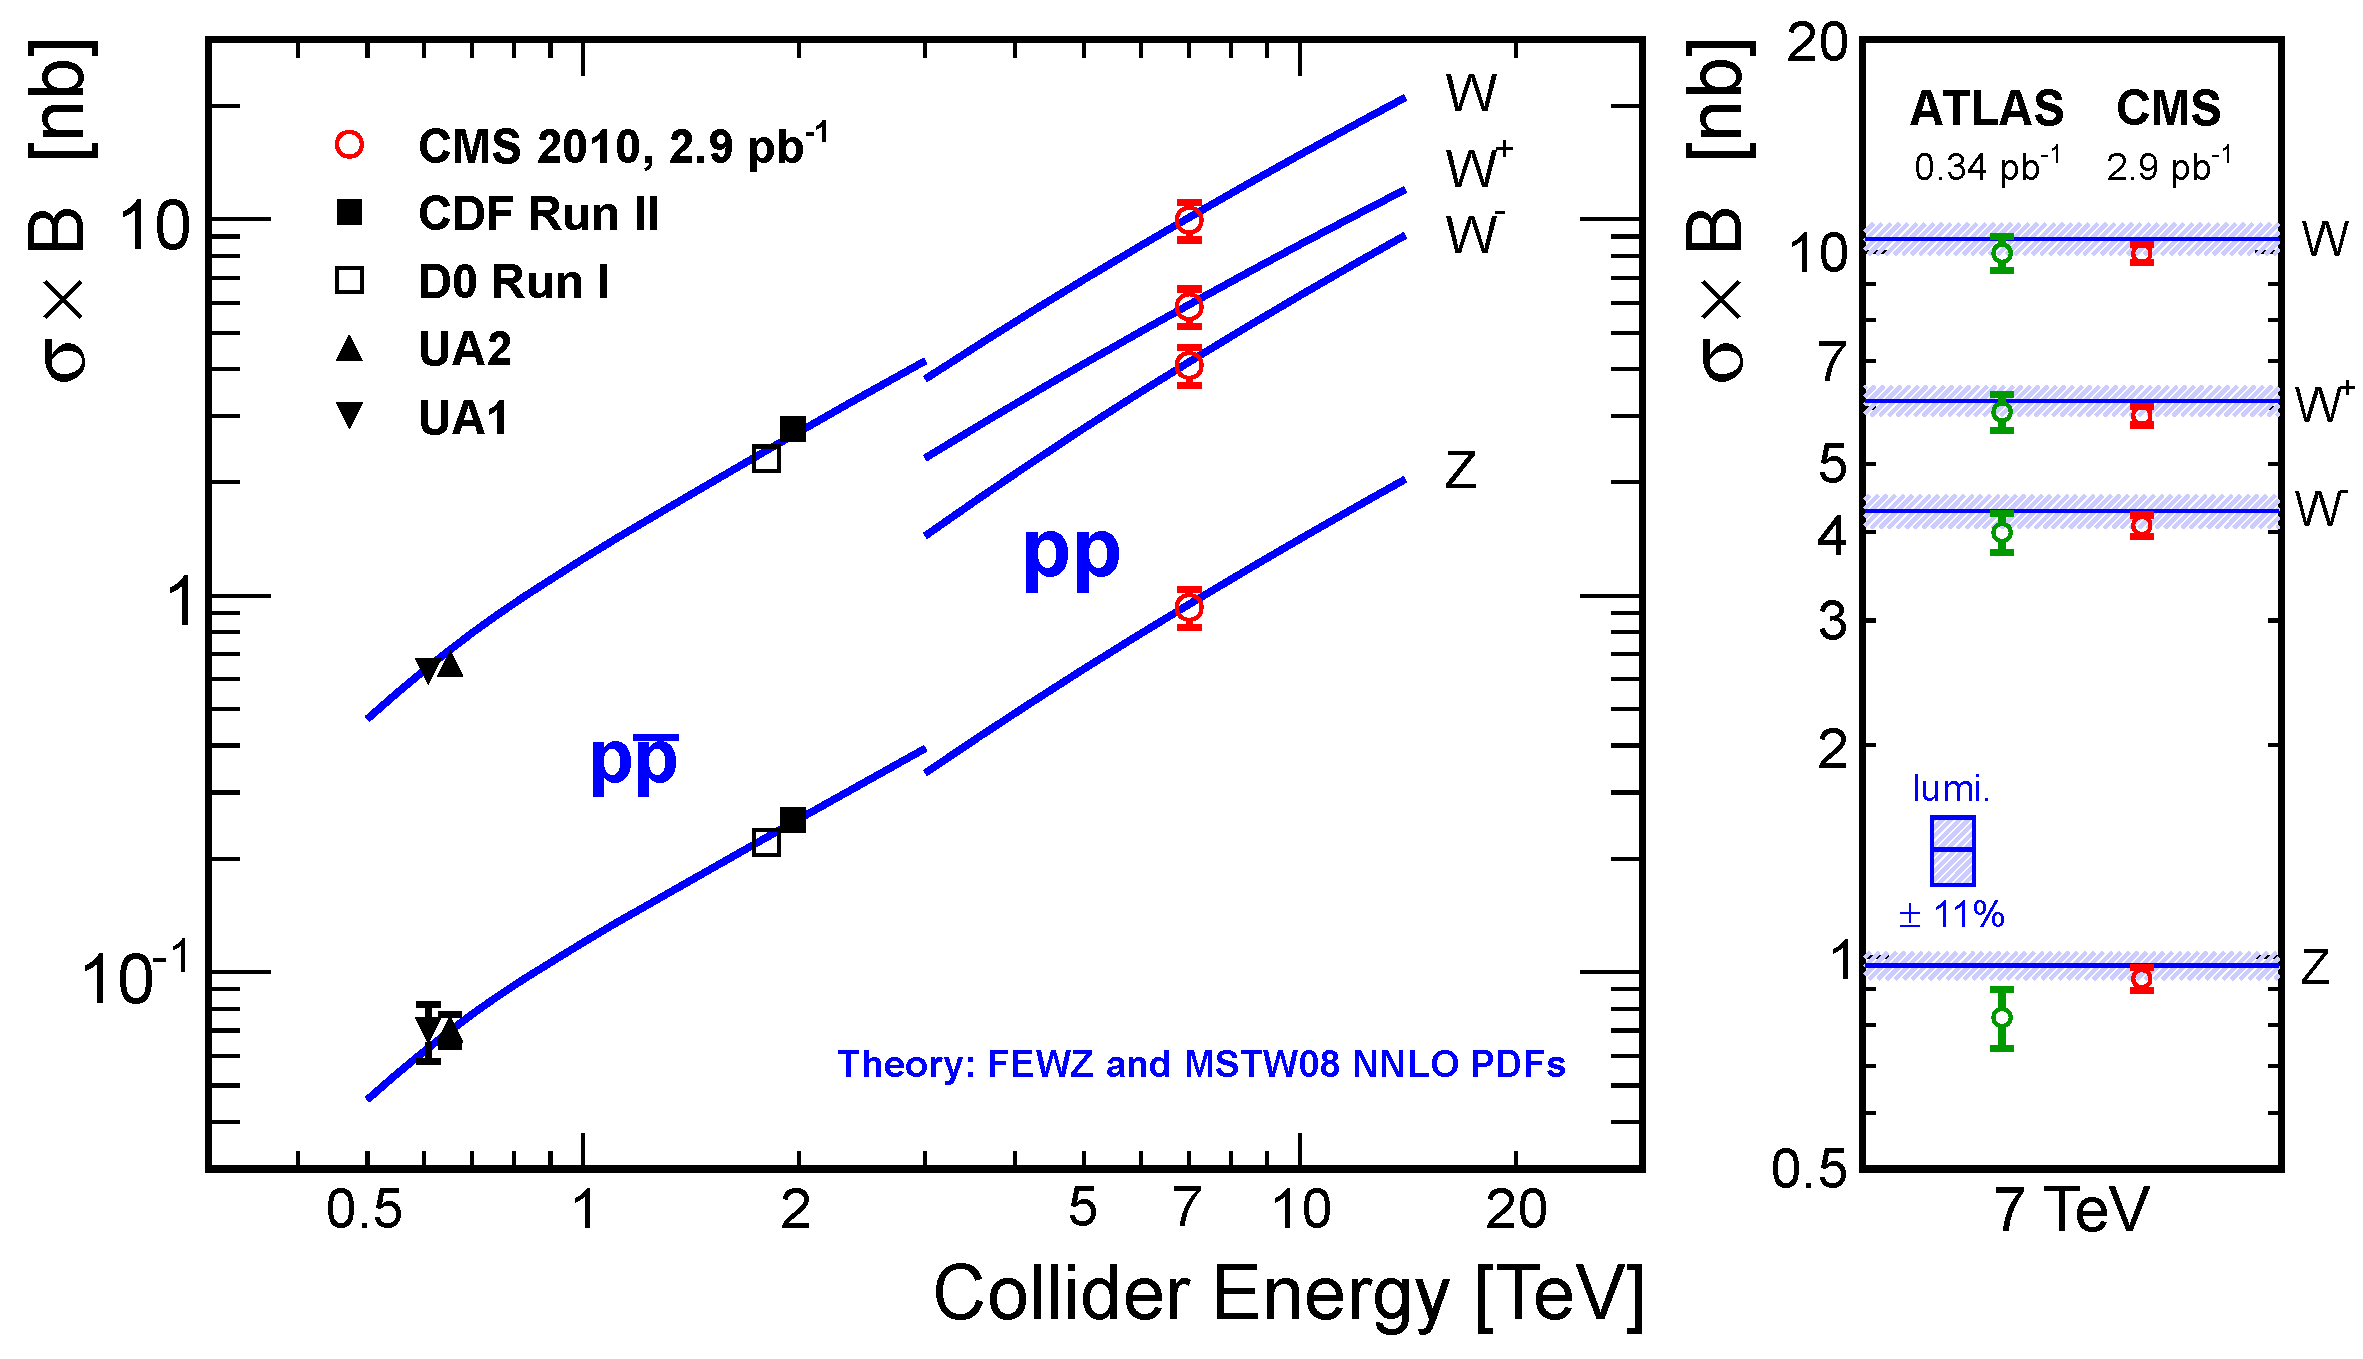 σ × B [nb]
10
1
10⁻¹
CMS 2010, 2.9 pb⁻¹
CDF Run II
D0 Run I
UA2
UA1
W
W⁺
W⁻
Z
pp
pp̅
Theory: FEWZ and MSTW08 NNLO PDFs
0.5 1 2 5 7 10 20
Collider Energy [TeV]
σ × B [nb]
20
10
7
5
4
3
2
1
0.5
ATLAS CMS
0.34 pb⁻¹ 2.9 pb⁻¹
W
W⁺
W⁻
lumi.
± 11%
Z
7 TeV